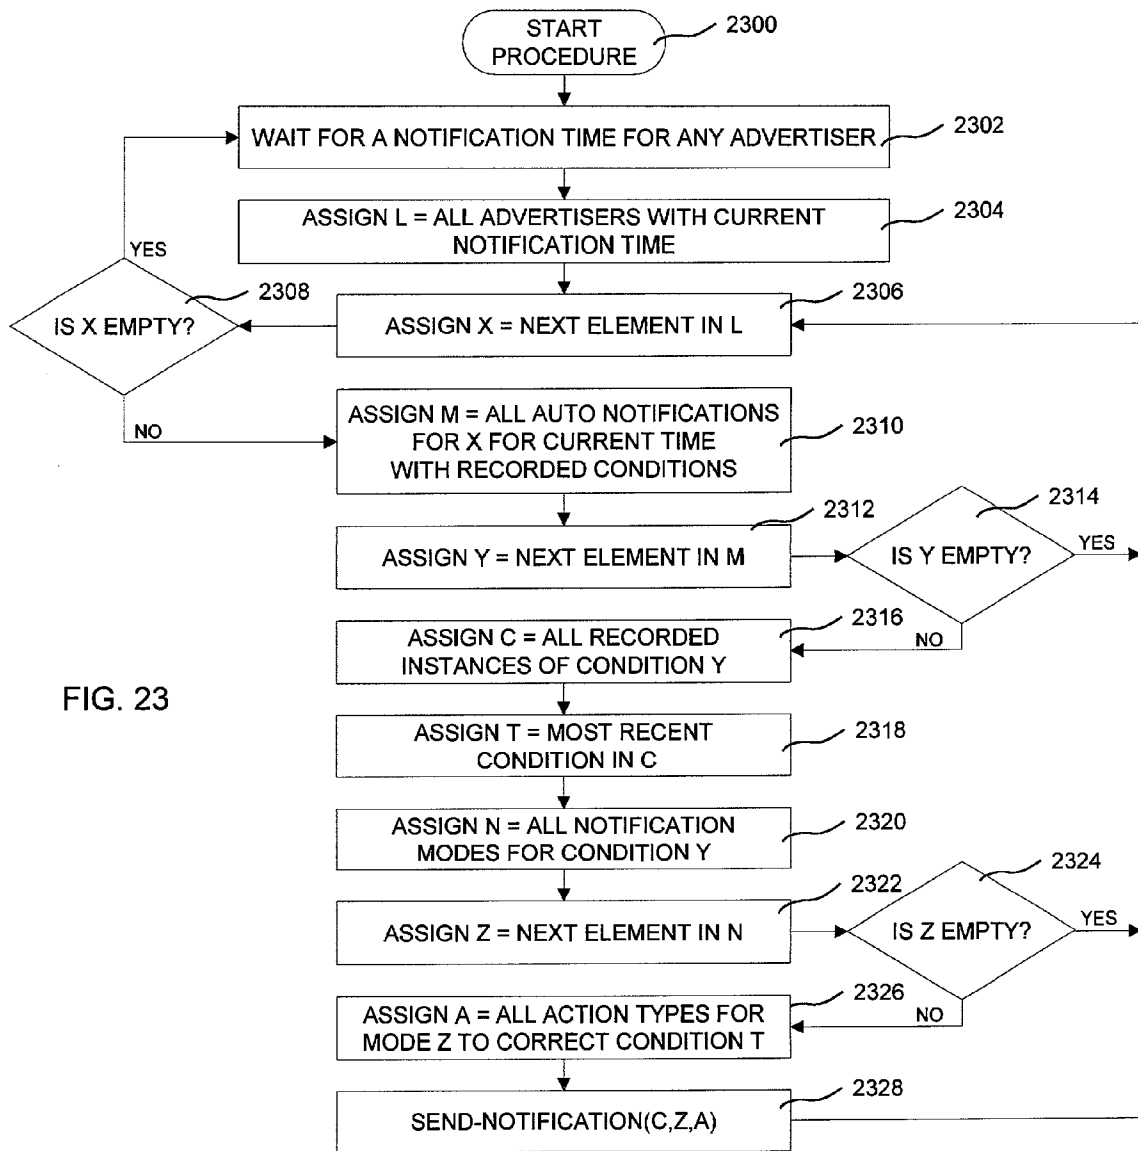 START
PROCEDURE
2300
WAIT FOR A NOTIFICATION TIME FOR ANY ADVERTISER
2302
ASSIGN L = ALL ADVERTISERS WITH CURRENT
NOTIFICATION TIME
2304
YES
IS X EMPTY?
2308
ASSIGN X = NEXT ELEMENT IN L
2306
NO
ASSIGN M = ALL AUTO NOTIFICATIONS
FOR X FOR CURRENT TIME
WITH RECORDED CONDITIONS
2310
ASSIGN Y = NEXT ELEMENT IN M
2312
IS Y EMPTY?
2314
YES
NO
ASSIGN C = ALL RECORDED
INSTANCES OF CONDITION Y
2316
FIG. 23
ASSIGN T = MOST RECENT
CONDITION IN C
2318
ASSIGN N = ALL NOTIFICATION
MODES FOR CONDITION Y
2320
ASSIGN Z = NEXT ELEMENT IN N
2322
IS Z EMPTY?
2324
YES
NO
ASSIGN A = ALL ACTION TYPES FOR
MODE Z TO CORRECT CONDITION T
2326
SEND-NOTIFICATION(C,Z,A)
2328